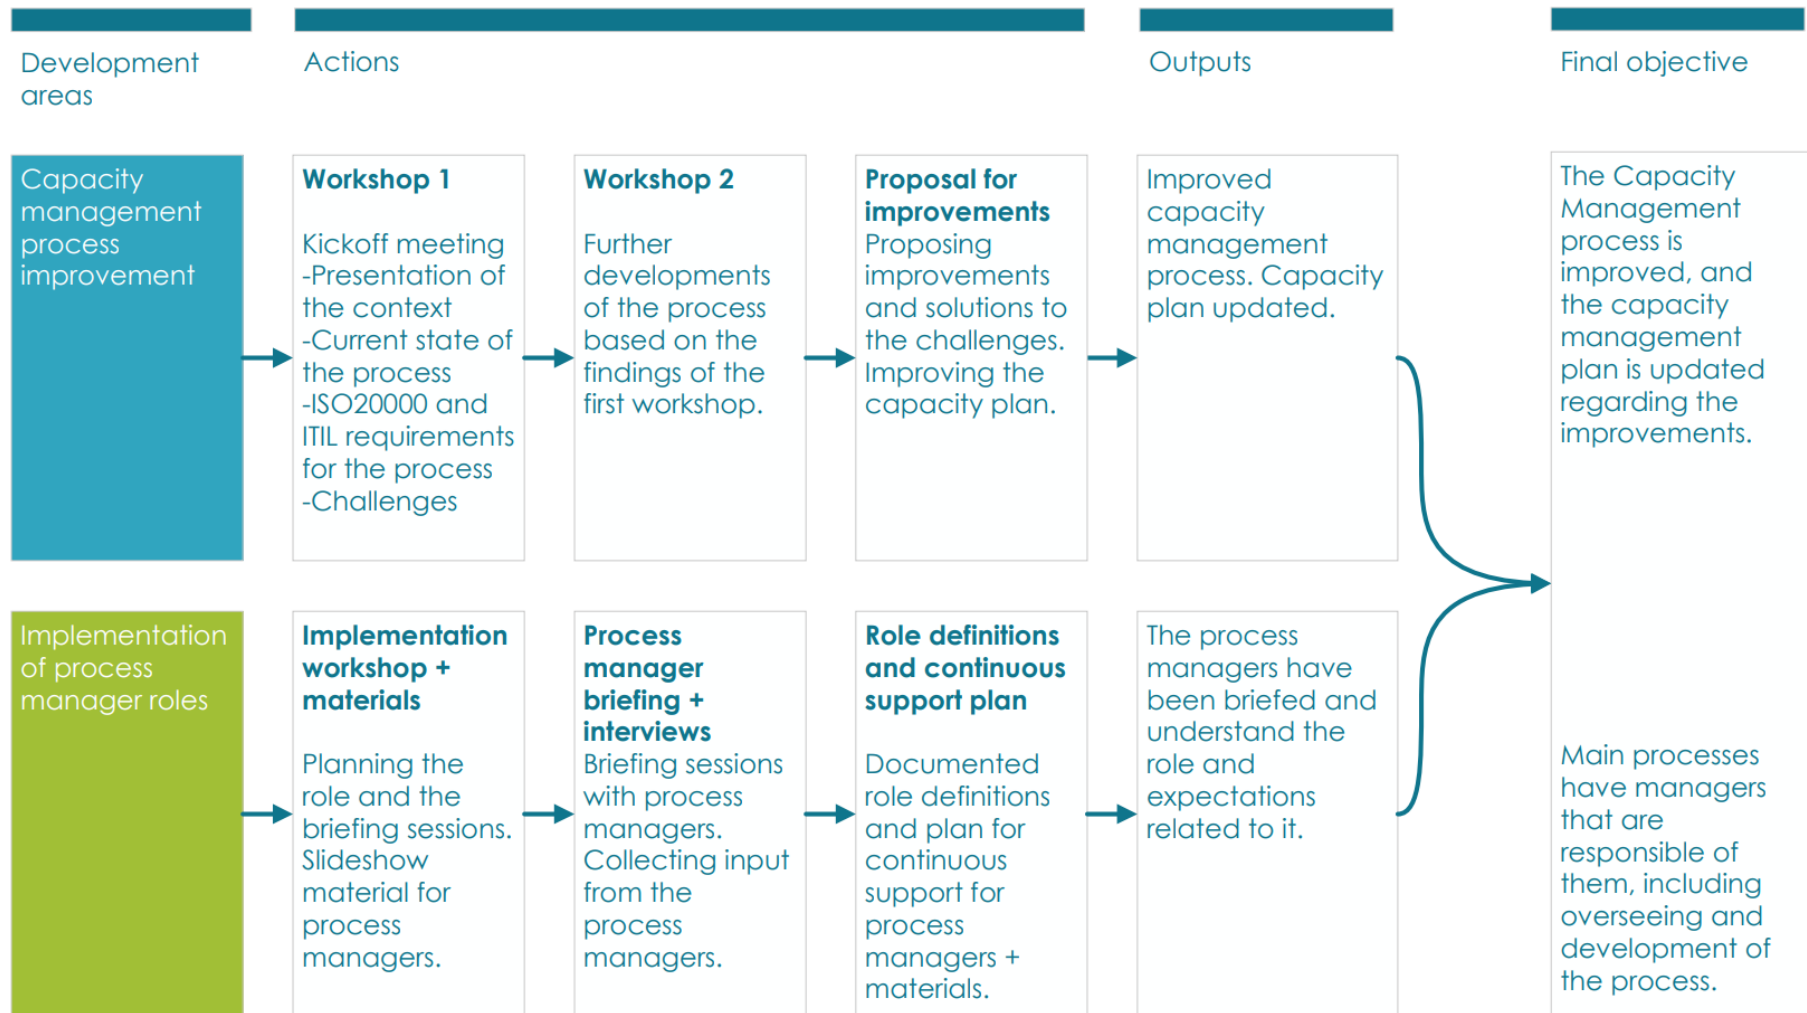 Development
areas
Actions
Outputs
Final objective
Capacity
management
process
improvement
Workshop 1
Kickoff meeting
-Presentation of
the context
-Current state of
the process
-ISO20000 and
ITIL requirements
for the process
-Challenges
Workshop 2
Further
developments
of the process
based on the
findings of the
first workshop.
Proposal for
improvements
Proposing
improvements
and solutions to
the challenges.
Improving the
capacity plan.
Improved
capacity
management
process. Capacity
plan updated.
The Capacity
Management
process is
improved, and
the capacity
management
plan is updated
regarding the
improvements.
Implementation
of process
manager roles
Implementation
workshop +
materials
Planning the
role and the
briefing sessions.
Slideshow
material for
process
managers.
Process
manager
briefing +
interviews
Briefing sessions
with process
managers.
Collecting input
from the
process
managers.
Role definitions
and continuous
support plan
Documented
role definitions
and plan for
continuous
support for
process
managers +
materials.
The process
managers have
been briefed and
understand the
role and
expectations
related to it.
Main processes
have managers
that are
responsible of
them, including
overseeing and
development of
the process.